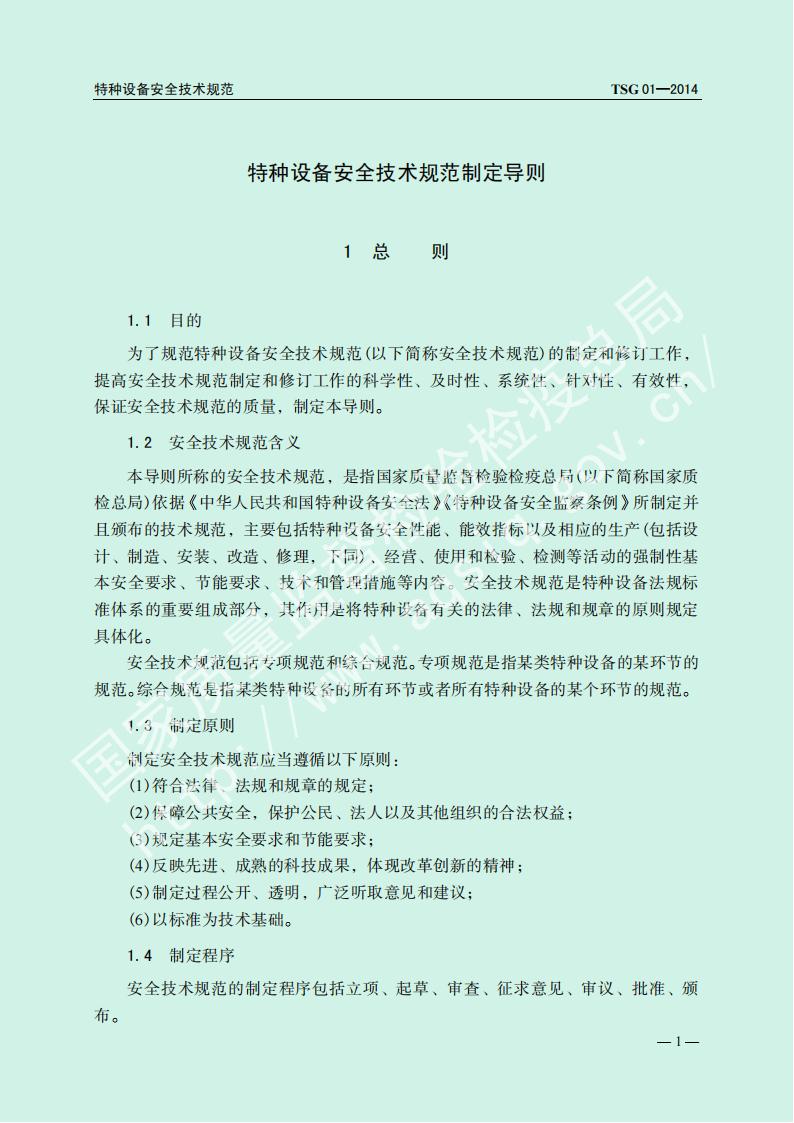 特种设备安全技术规范 TSG 01—2014
特种设备安全技术规范制定导则
1 总 则
1.1 目的
为了规范特种设备安全技术规范(以下简称安全技术规范)的制定和修订工作，
提高安全技术规范制定和修订工作的科学性、及时性、系统性、针对性、有效性，
保证安全技术规范的质量，制定本导则。
1.2 安全技术规范含义
本导则所称的安全技术规范，是指国家质量监督检验检疫总局(以下简称国家质
检总局)依据《中华人民共和国特种设备安全法》《特种设备安全监察条例》所制定并
且颁布的技术规范，主要包括特种设备安全性能、能效指标以及相应的生产(包括设
计、制造、安装、改造、修理，下同)、经营、使用和检验、检测等活动的强制性基
本安全要求、节能要求、技术和管理措施等内容。安全技术规范是特种设备法规标
准体系的重要组成部分，其作用是将特种设备有关的法律、法规和规章的原则规定
具体化。
安全技术规范包括专项规范和综合规范。专项规范是指某类特种设备的某环节的
规范。综合规范是指某类特种设备的所有环节或者所有特种设备的某个环节的规范。
1.3 制定原则
制定安全技术规范应当遵循以下原则：
(1)符合法律、法规和规章的规定；
(2)保障公共安全，保护公民、法人以及其他组织的合法权益；
(3)规定基本安全要求和节能要求；
(4)反映先进、成熟的科技成果，体现改革创新的精神；
(5)制定过程公开、透明，广泛听取意见和建议；
(6)以标准为技术基础。
1.4 制定程序
安全技术规范的制定程序包括立项、起草、审查、征求意见、审议、批准、颁
布。
— 1 —
国家质量监督检验检疫总局
http://www.aqsiq.gov.cn/